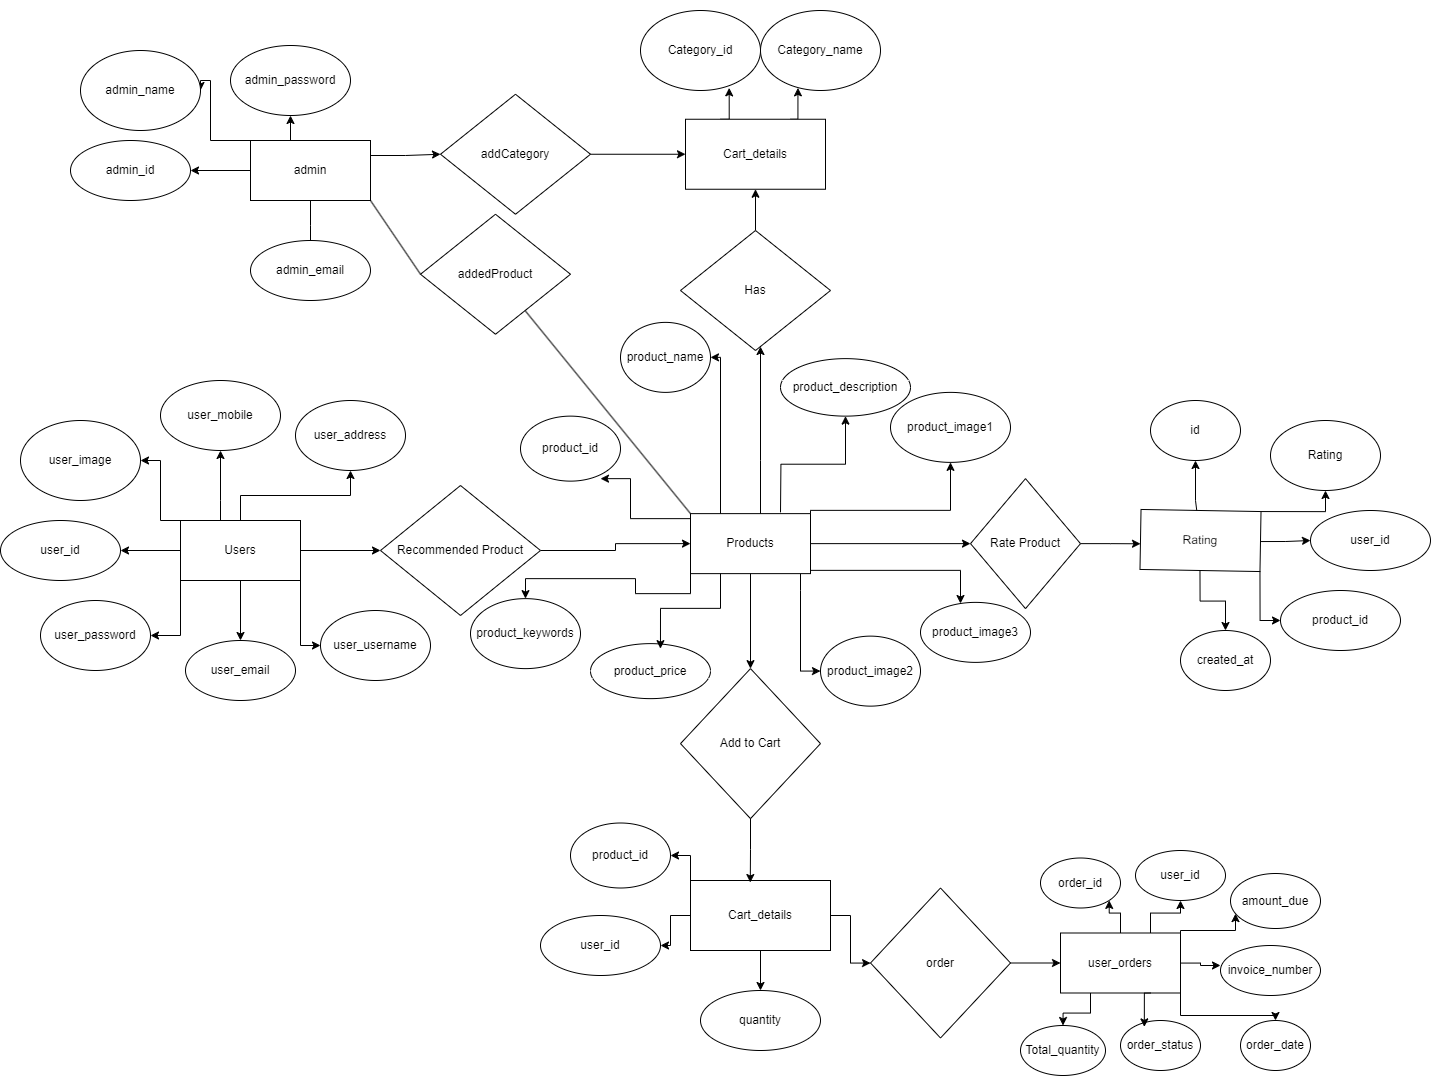 Category_id
Category_name
admin_name
admin_password
addCategory
Cart_details
admin_id
admin
admin_email
addedProduct
Has
product_name
product_description
product_image1
user_mobile
user_address
user_image
product_id
id
Rating
user_id
Users
Recommended Product
Products
Rate Product
Rating
user_id
product_id
user_password
user_email
user_username
product_keywords
product_price
product_image2
product_image3
created_at
Add to Cart
product_id
Cart_details
user_id
quantity
order
order_id
user_id
amount_due
user_orders
invoice_number
Total_quantity
order_status
order_date